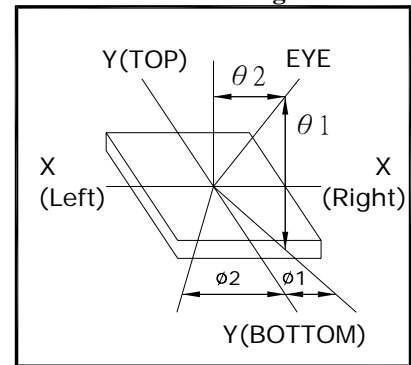 Y(TOP) EYE
θ2
θ1
X X
(Left) (Right)
ø2 ø1
Y(BOTTOM)